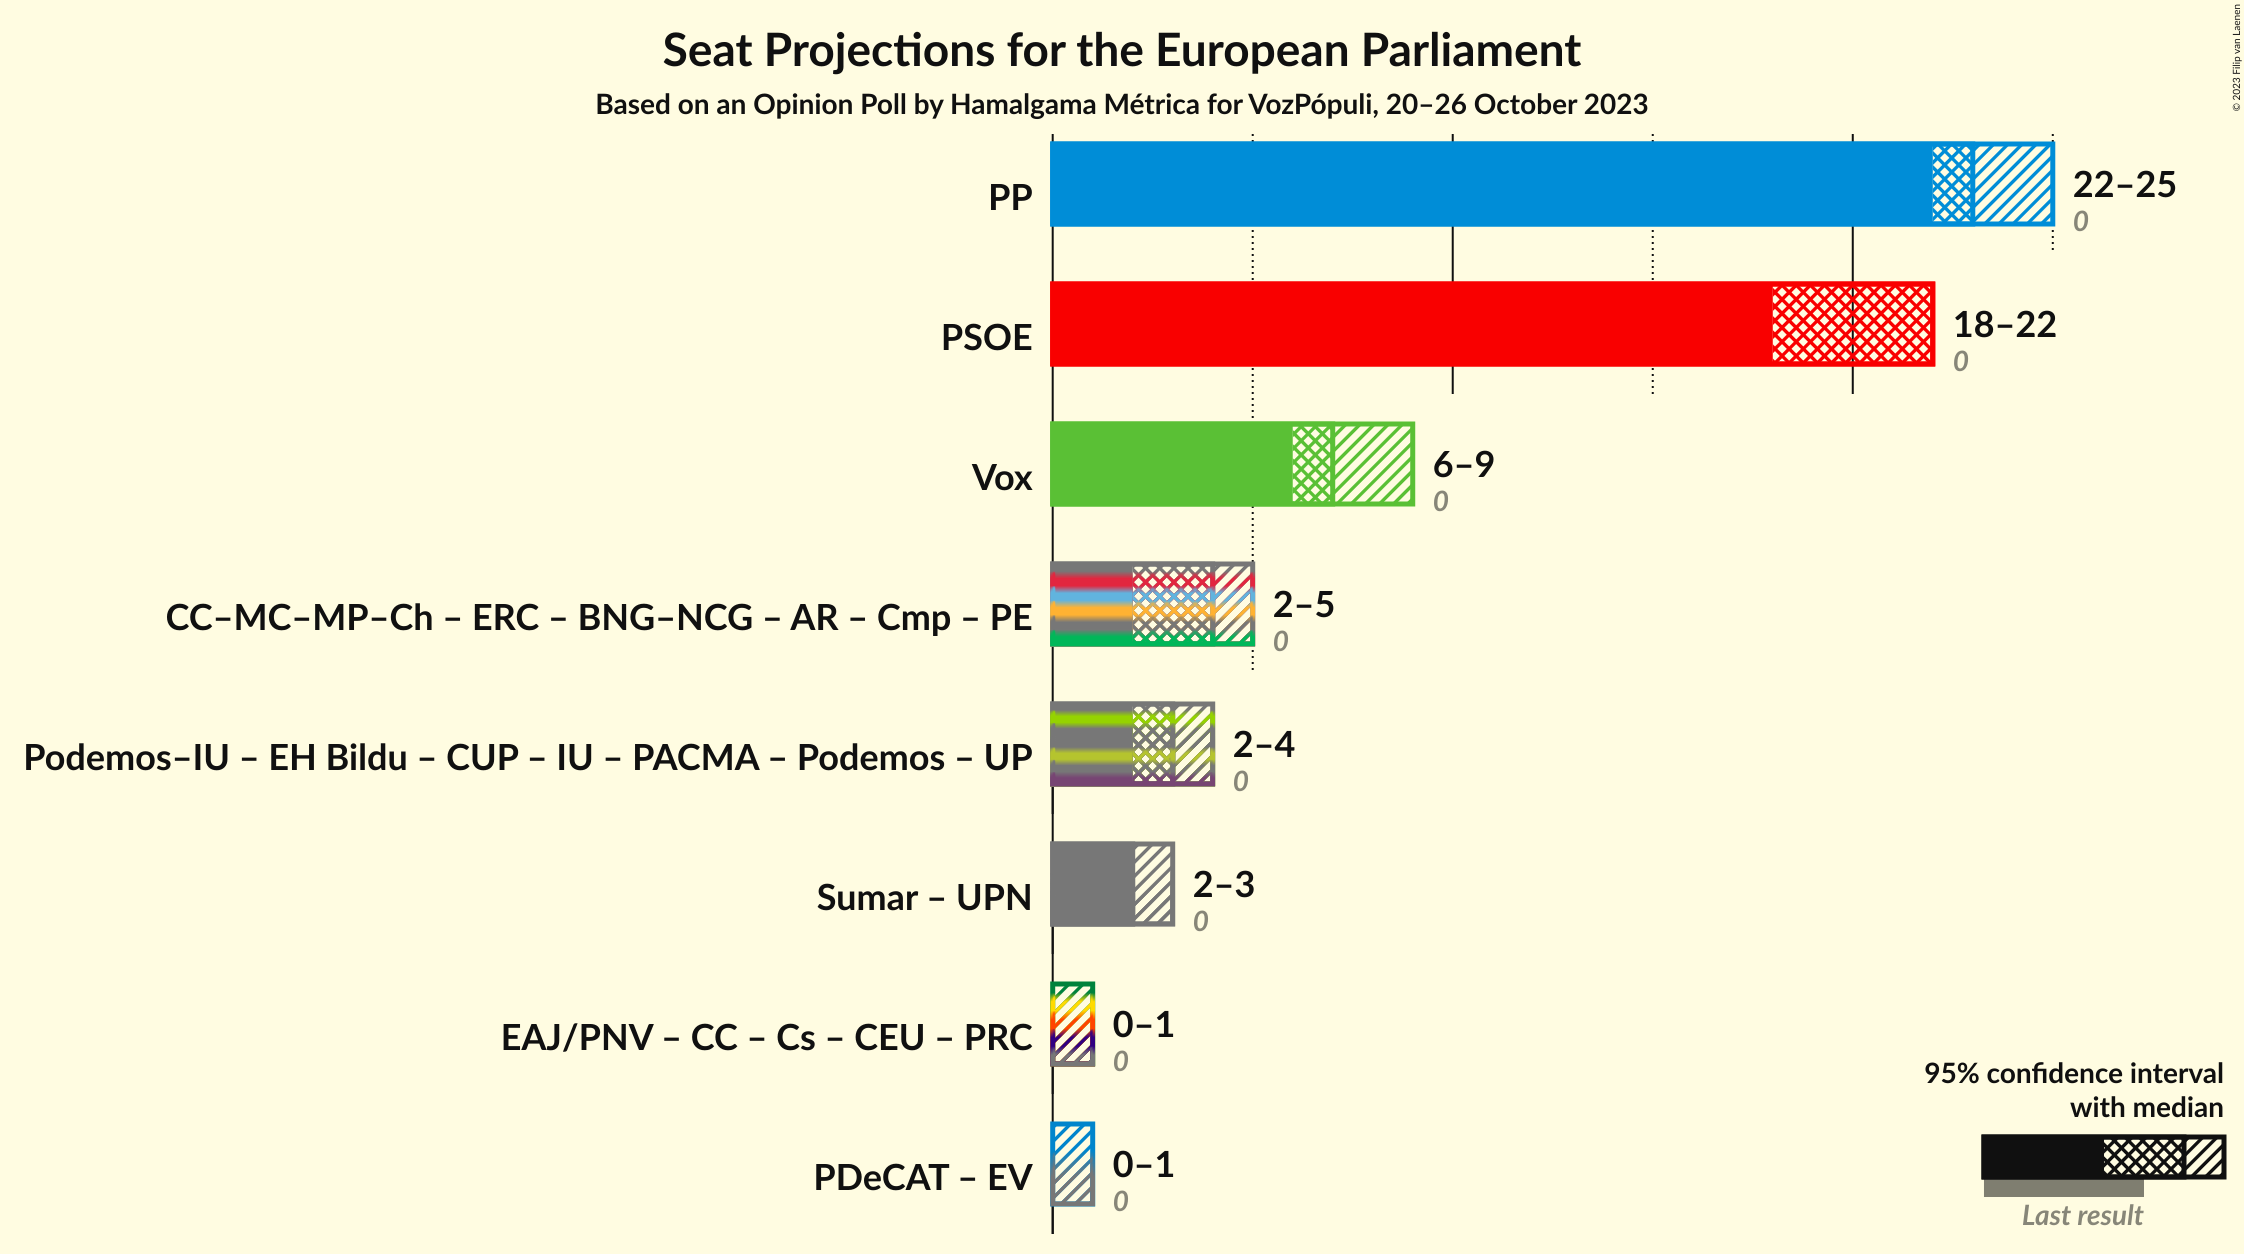 Seat Projections for the European Parliament
Based on an Opinion Poll by Hamalgama Métrica for VozPópuli, 20–26 October 2023
© 2023 Filip van Laenen
PP
22–25
0
PSOE
18–22
0
Vox
6–9
0
CC–MC–MP–Ch – ERC – BNG–NCG – AR – Cmp – PE
2–5
0
Podemos–IU – EH Bildu – CUP – IU – PACMA – Podemos – UP
2–4
0
Sumar – UPN
2–3
0
EAJ/PNV – CC – Cs – CEU – PRC
0–1
0
PDeCAT – EV
0–1
0
95% confidence interval
with median
Last result